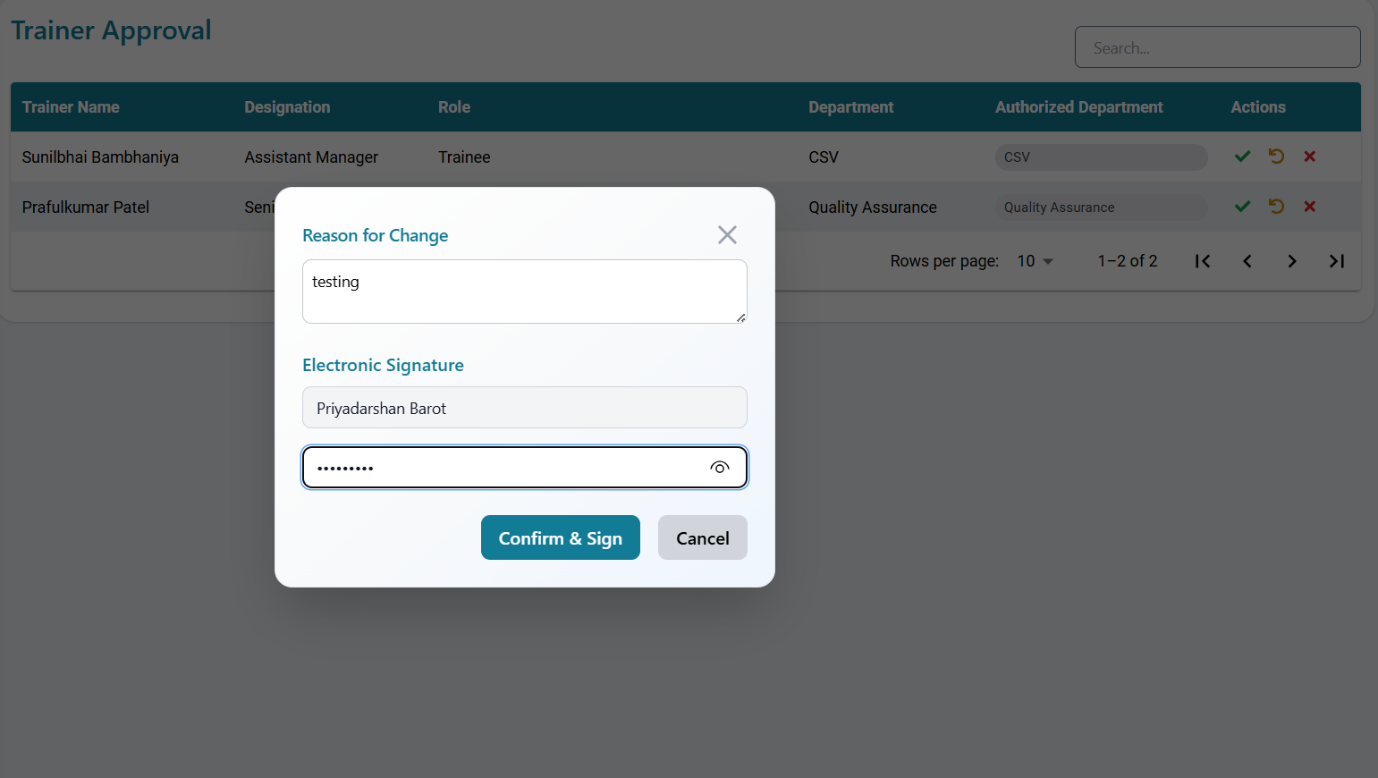 Trainer Approval
Search...
Trainer Name Designation Role Department Authorized Department Actions
Sunilbhai Bambhaniya Assistant Manager Trainee CSV CSV
Prafulkumar Patel Quality Assurance Quality Assurance
Rows per page: 10 1–2 of 2
Reason for Change
testing
Electronic Signature
Priyadarshan Barot
•••••••••
Confirm & Sign Cancel